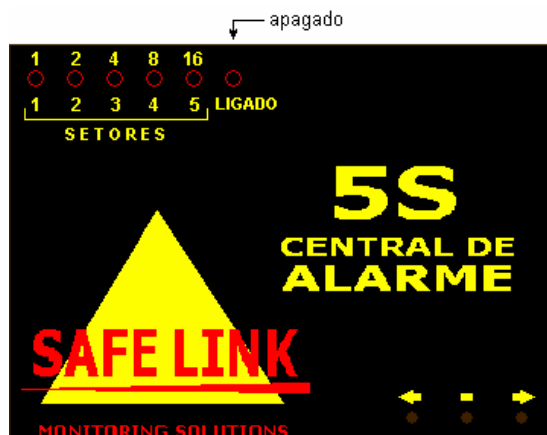 apagado
1 2 4 8 16
1 2 3 4 5 LIGADO
SETORES
5S
CENTRAL DE
ALARME
SAFE LINK
MONITORING SOLUTIONS